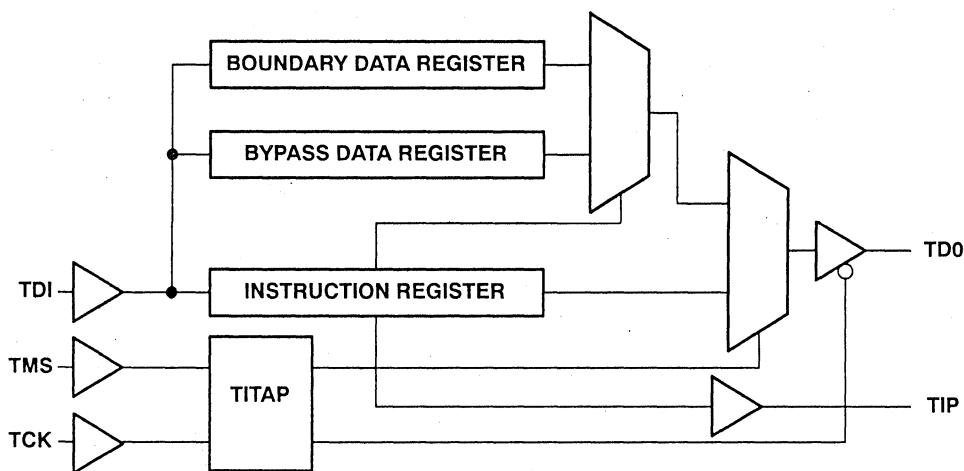 BOUNDARY DATA REGISTER
BYPASS DATA REGISTER
TD0
TDI
INSTRUCTION REGISTER
TMS
TITAP
TIP
TCK